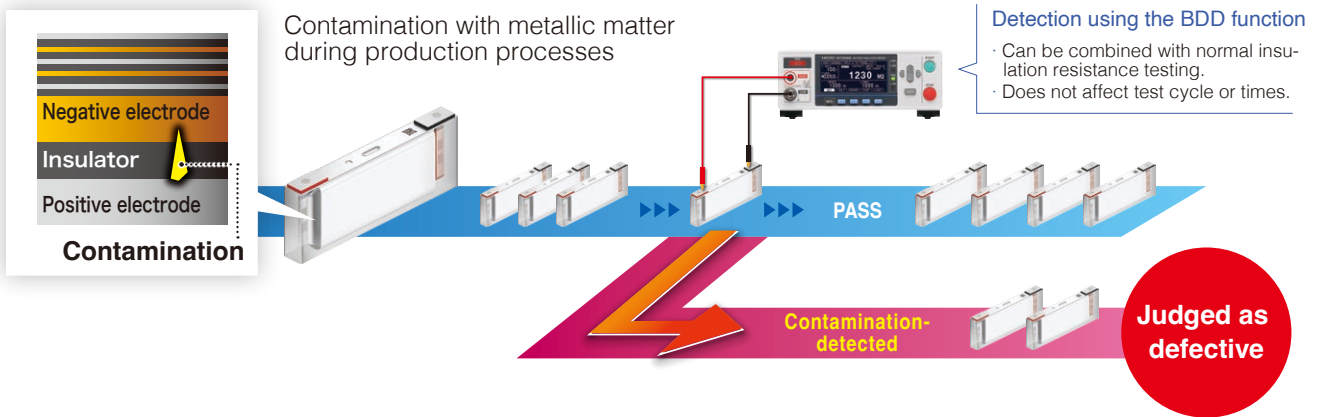 Contamination with metallic matter
during production processes
Negative electrode
Insulator
Positive electrode
Contamination
1230 MΩ
Detection using the BDD function
· Can be combined with normal insu-
lation resistance testing.
· Does not affect test cycle or times.
PASS
Contamination-
detected
Judged as
defective